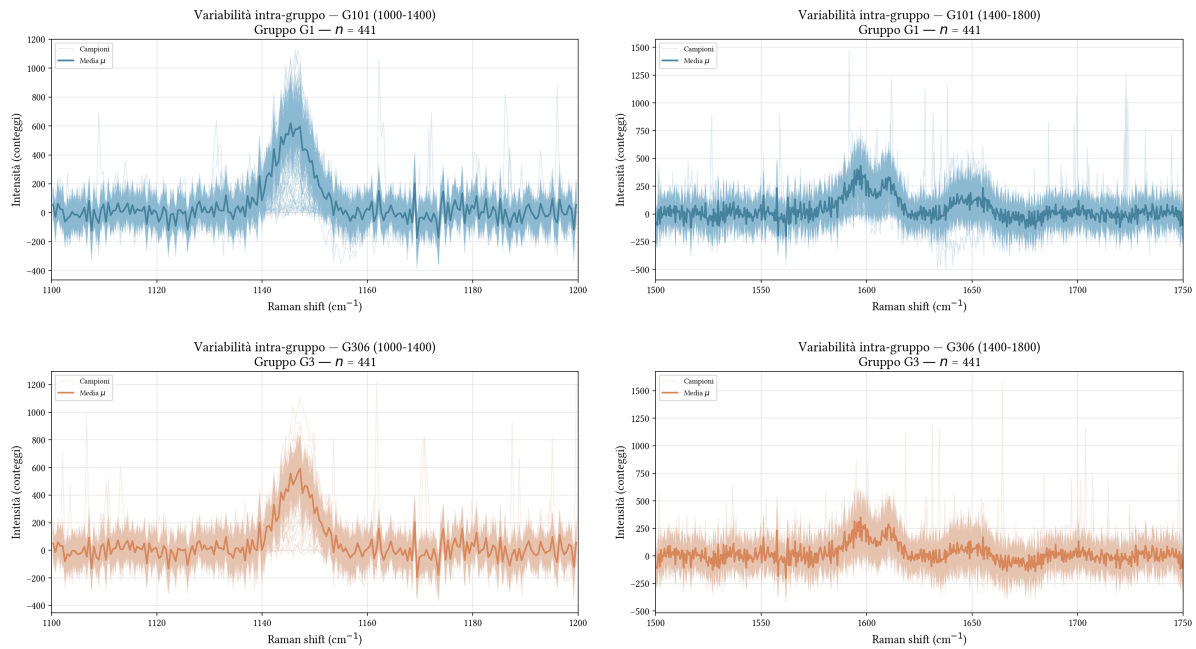 Variabilità intra-gruppo — G101 (1000-1400)
Gruppo G1 — n = 441
Campioni
Media μ
Intensità (conteggi)
1200
1000
800
600
400
200
0
−200
−400
1100
1120
1140
1160
1180
1200
Raman shift (cm⁻¹)
Variabilità intra-gruppo — G101 (1400-1800)
Gruppo G1 — n = 441
Campioni
Media μ
Intensità (conteggi)
1500
1250
1000
750
500
250
0
−250
−500
1500
1550
1600
1650
1700
1750
Raman shift (cm⁻¹)
Variabilità intra-gruppo — G306 (1000-1400)
Gruppo G3 — n = 441
Campioni
Media μ
Intensità (conteggi)
1200
1000
800
600
400
200
0
−200
−400
1100
1120
1140
1160
1180
1200
Raman shift (cm⁻¹)
Variabilità intra-gruppo — G306 (1400-1800)
Gruppo G3 — n = 441
Campioni
Media μ
Intensità (conteggi)
1500
1250
1000
750
500
250
0
−250
−500
1500
1550
1600
1650
1700
1750
Raman shift (cm⁻¹)